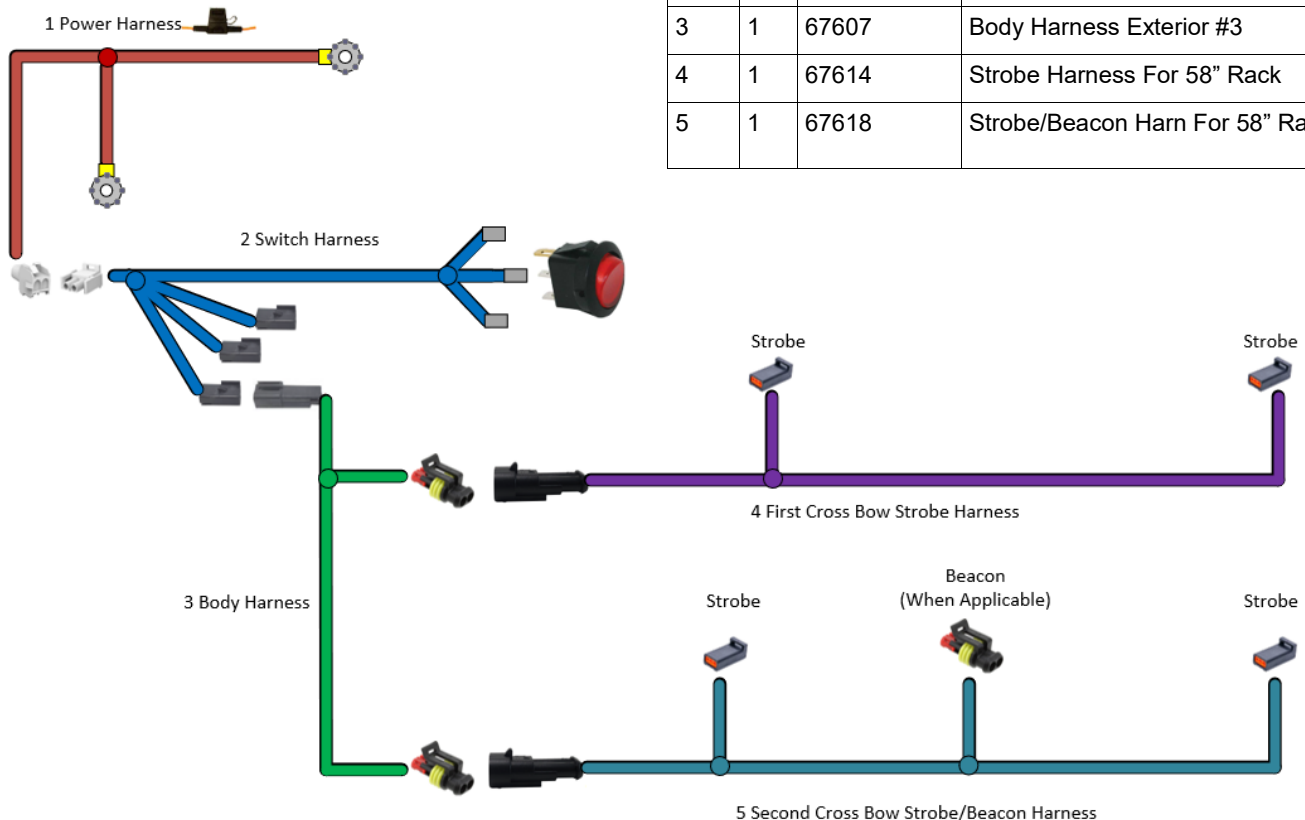 1 Power Harness
3 1 67607 Body Harness Exterior #3
4 1 67614 Strobe Harness For 58” Rack
5 1 67618 Strobe/Beacon Harn For 58” Ra
2 Switch Harness
Strobe Strobe
4 First Cross Bow Strobe Harness
3 Body Harness
Strobe
Beacon
(When Applicable)
Strobe
5 Second Cross Bow Strobe/Beacon Harness